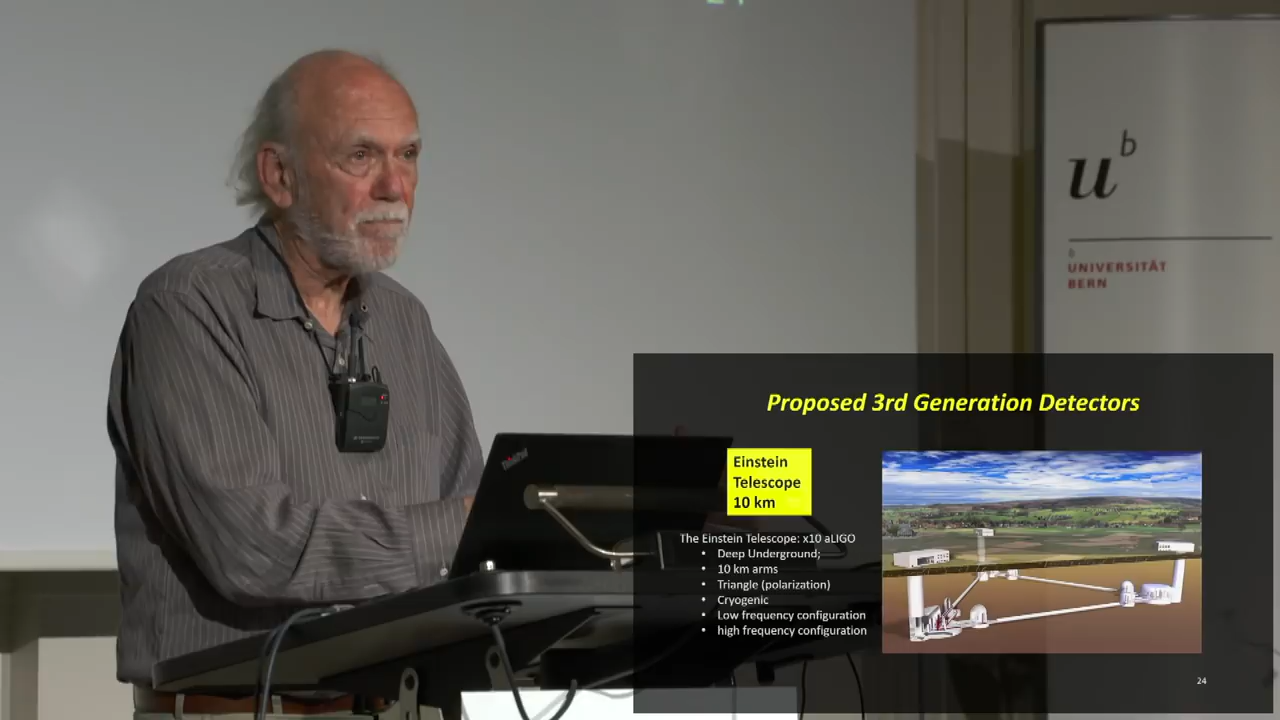 u
b
b
UNIVERSITÄT
BERN
ThinkPad
Proposed 3rd Generation Detectors
Einstein
Telescope
10 km
The Einstein Telescope: x10 aLIGO
• Deep Underground;
• 10 km arms
• Triangle (polarization)
• Cryogenic
• Low frequency configuration
• high frequency configuration
24